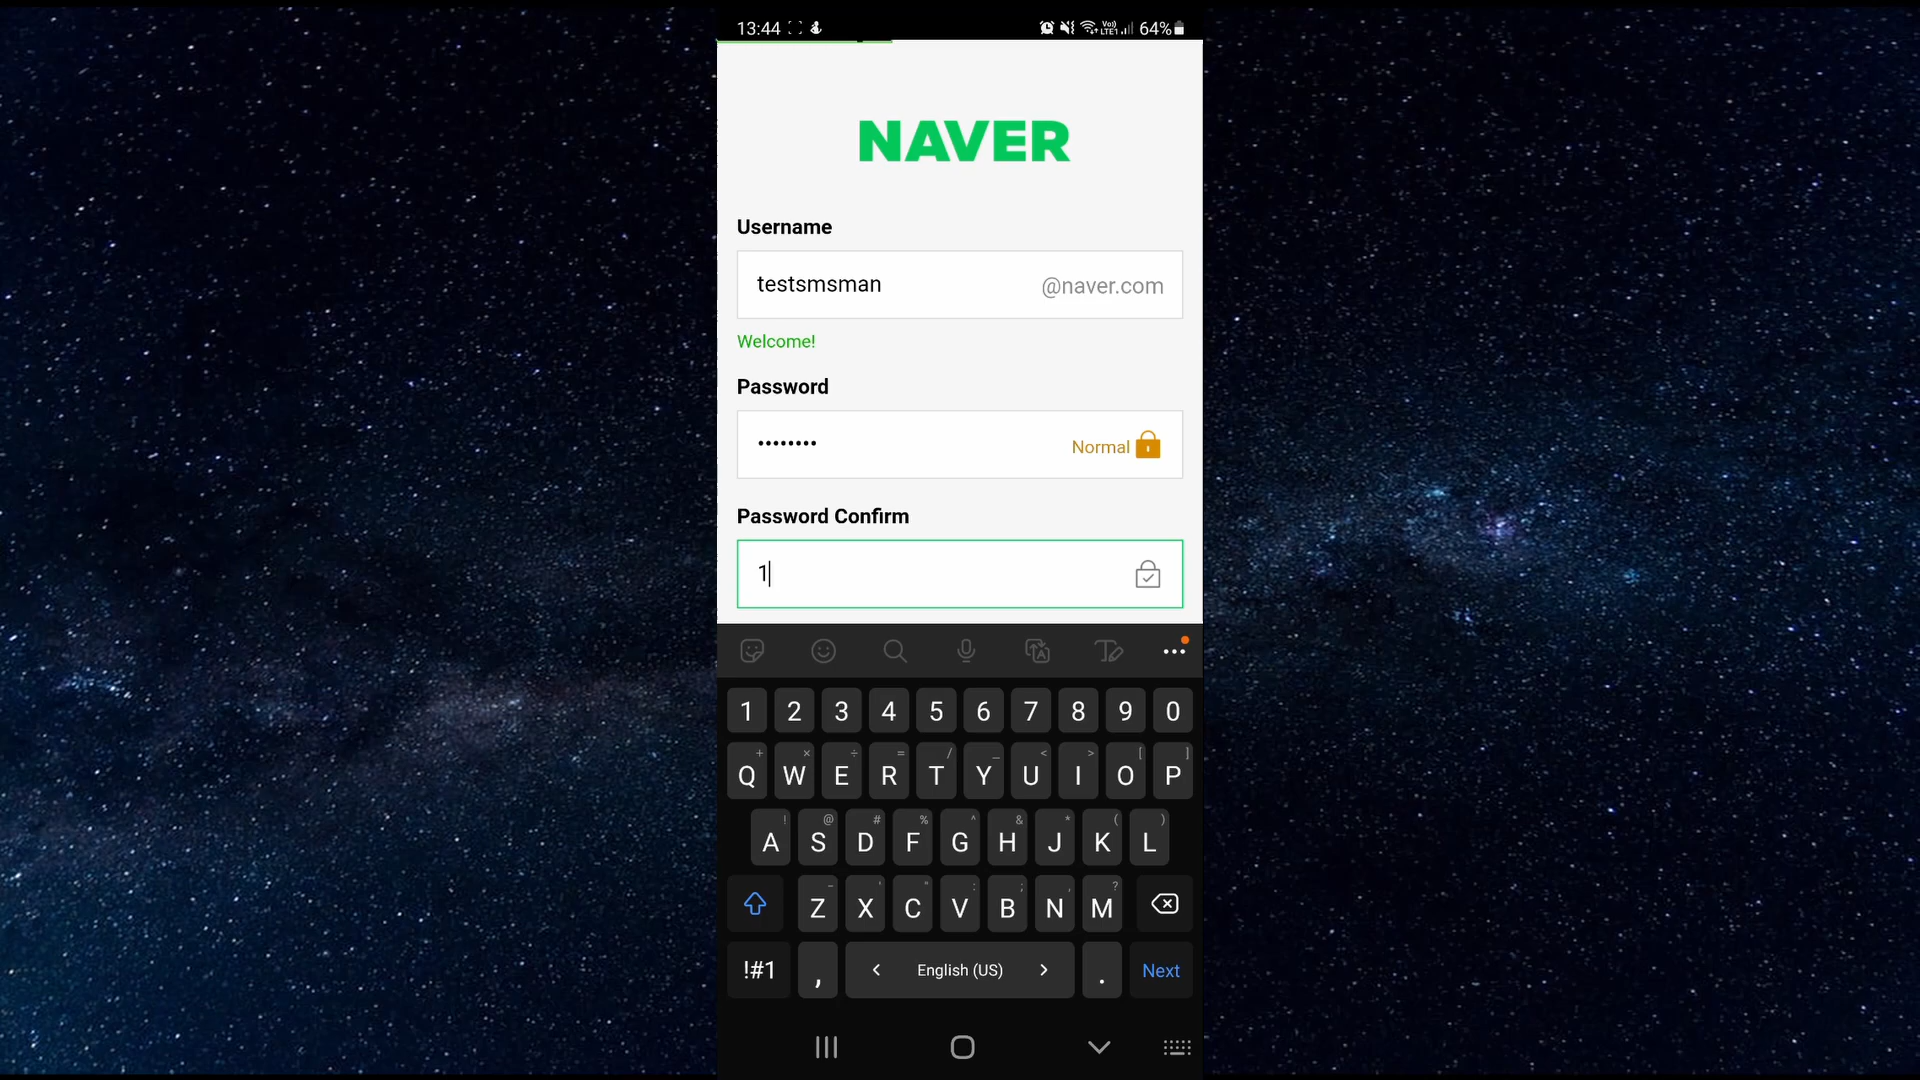 13:44 64%
NAVER
Username
testsmsman @naver.com
Welcome!
Password
•••••••• Normal
Password Confirm
1
1 2 3 4 5 6 7 8 9 0
+ × ÷ = / _ < > [ ]
Q W E R T Y U I O P
! @ # % ^ & * ( )
A S D F G H J K L
- ' " : ; , ?
Z X C V B N M
!#1 , < English (US) > . Next